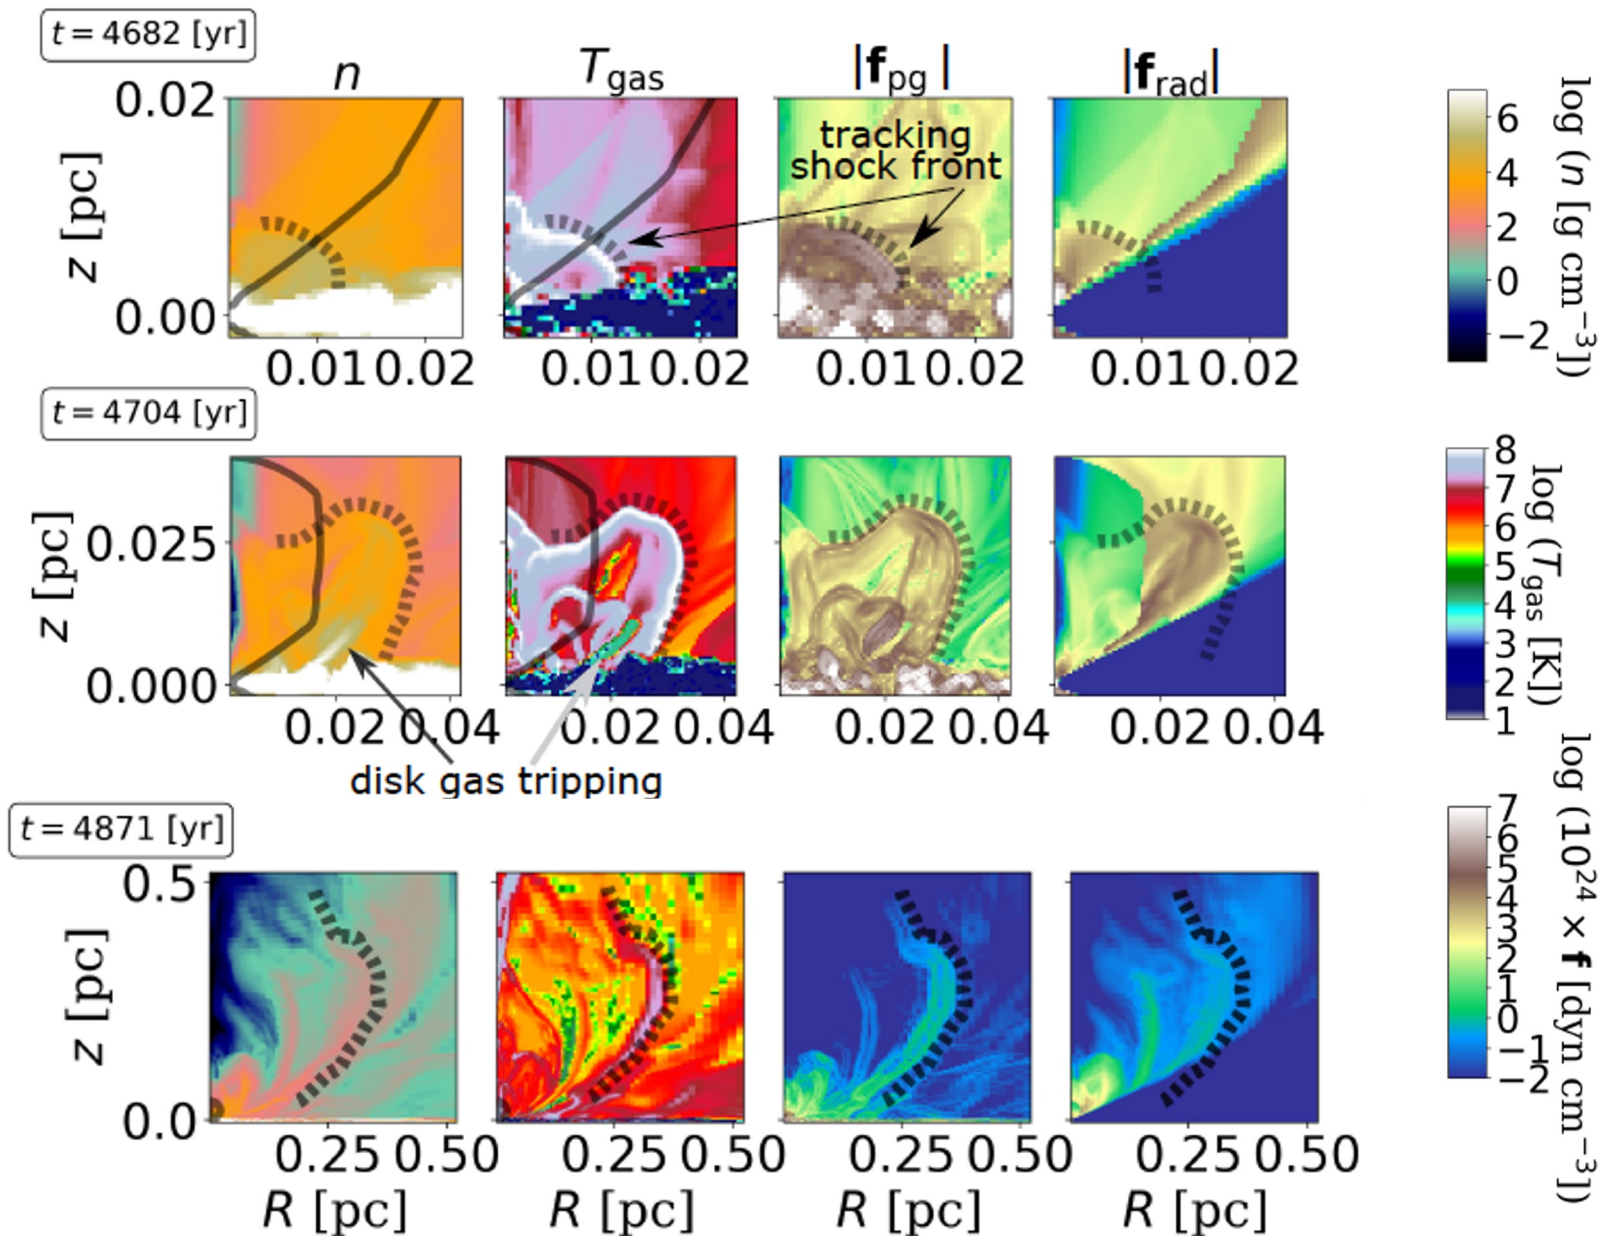 t = 4682 [yr]
n
T_gas
|f_pg|
|f_rad|
0.02
0.00
z [pc]
tracking
shock front
0.01 0.02
0.01 0.02
0.01 0.02
0.01 0.02
6
4
2
0
−2
log (n [g cm⁻³])
t = 4704 [yr]
0.025
0.000
z [pc]
0.02 0.04
0.02 0.04
0.02 0.04
0.02 0.04
disk gas tripping
8
7
6
5
4
3
2
1
log (T_gas [K])
t = 4871 [yr]
0.5
0.0
z [pc]
0.25 0.50
0.25 0.50
0.25 0.50
0.25 0.50
R [pc]
R [pc]
R [pc]
R [pc]
7
6
5
4
3
2
1
0
−1
−2
log (10²⁴ × f [dyn cm⁻³])